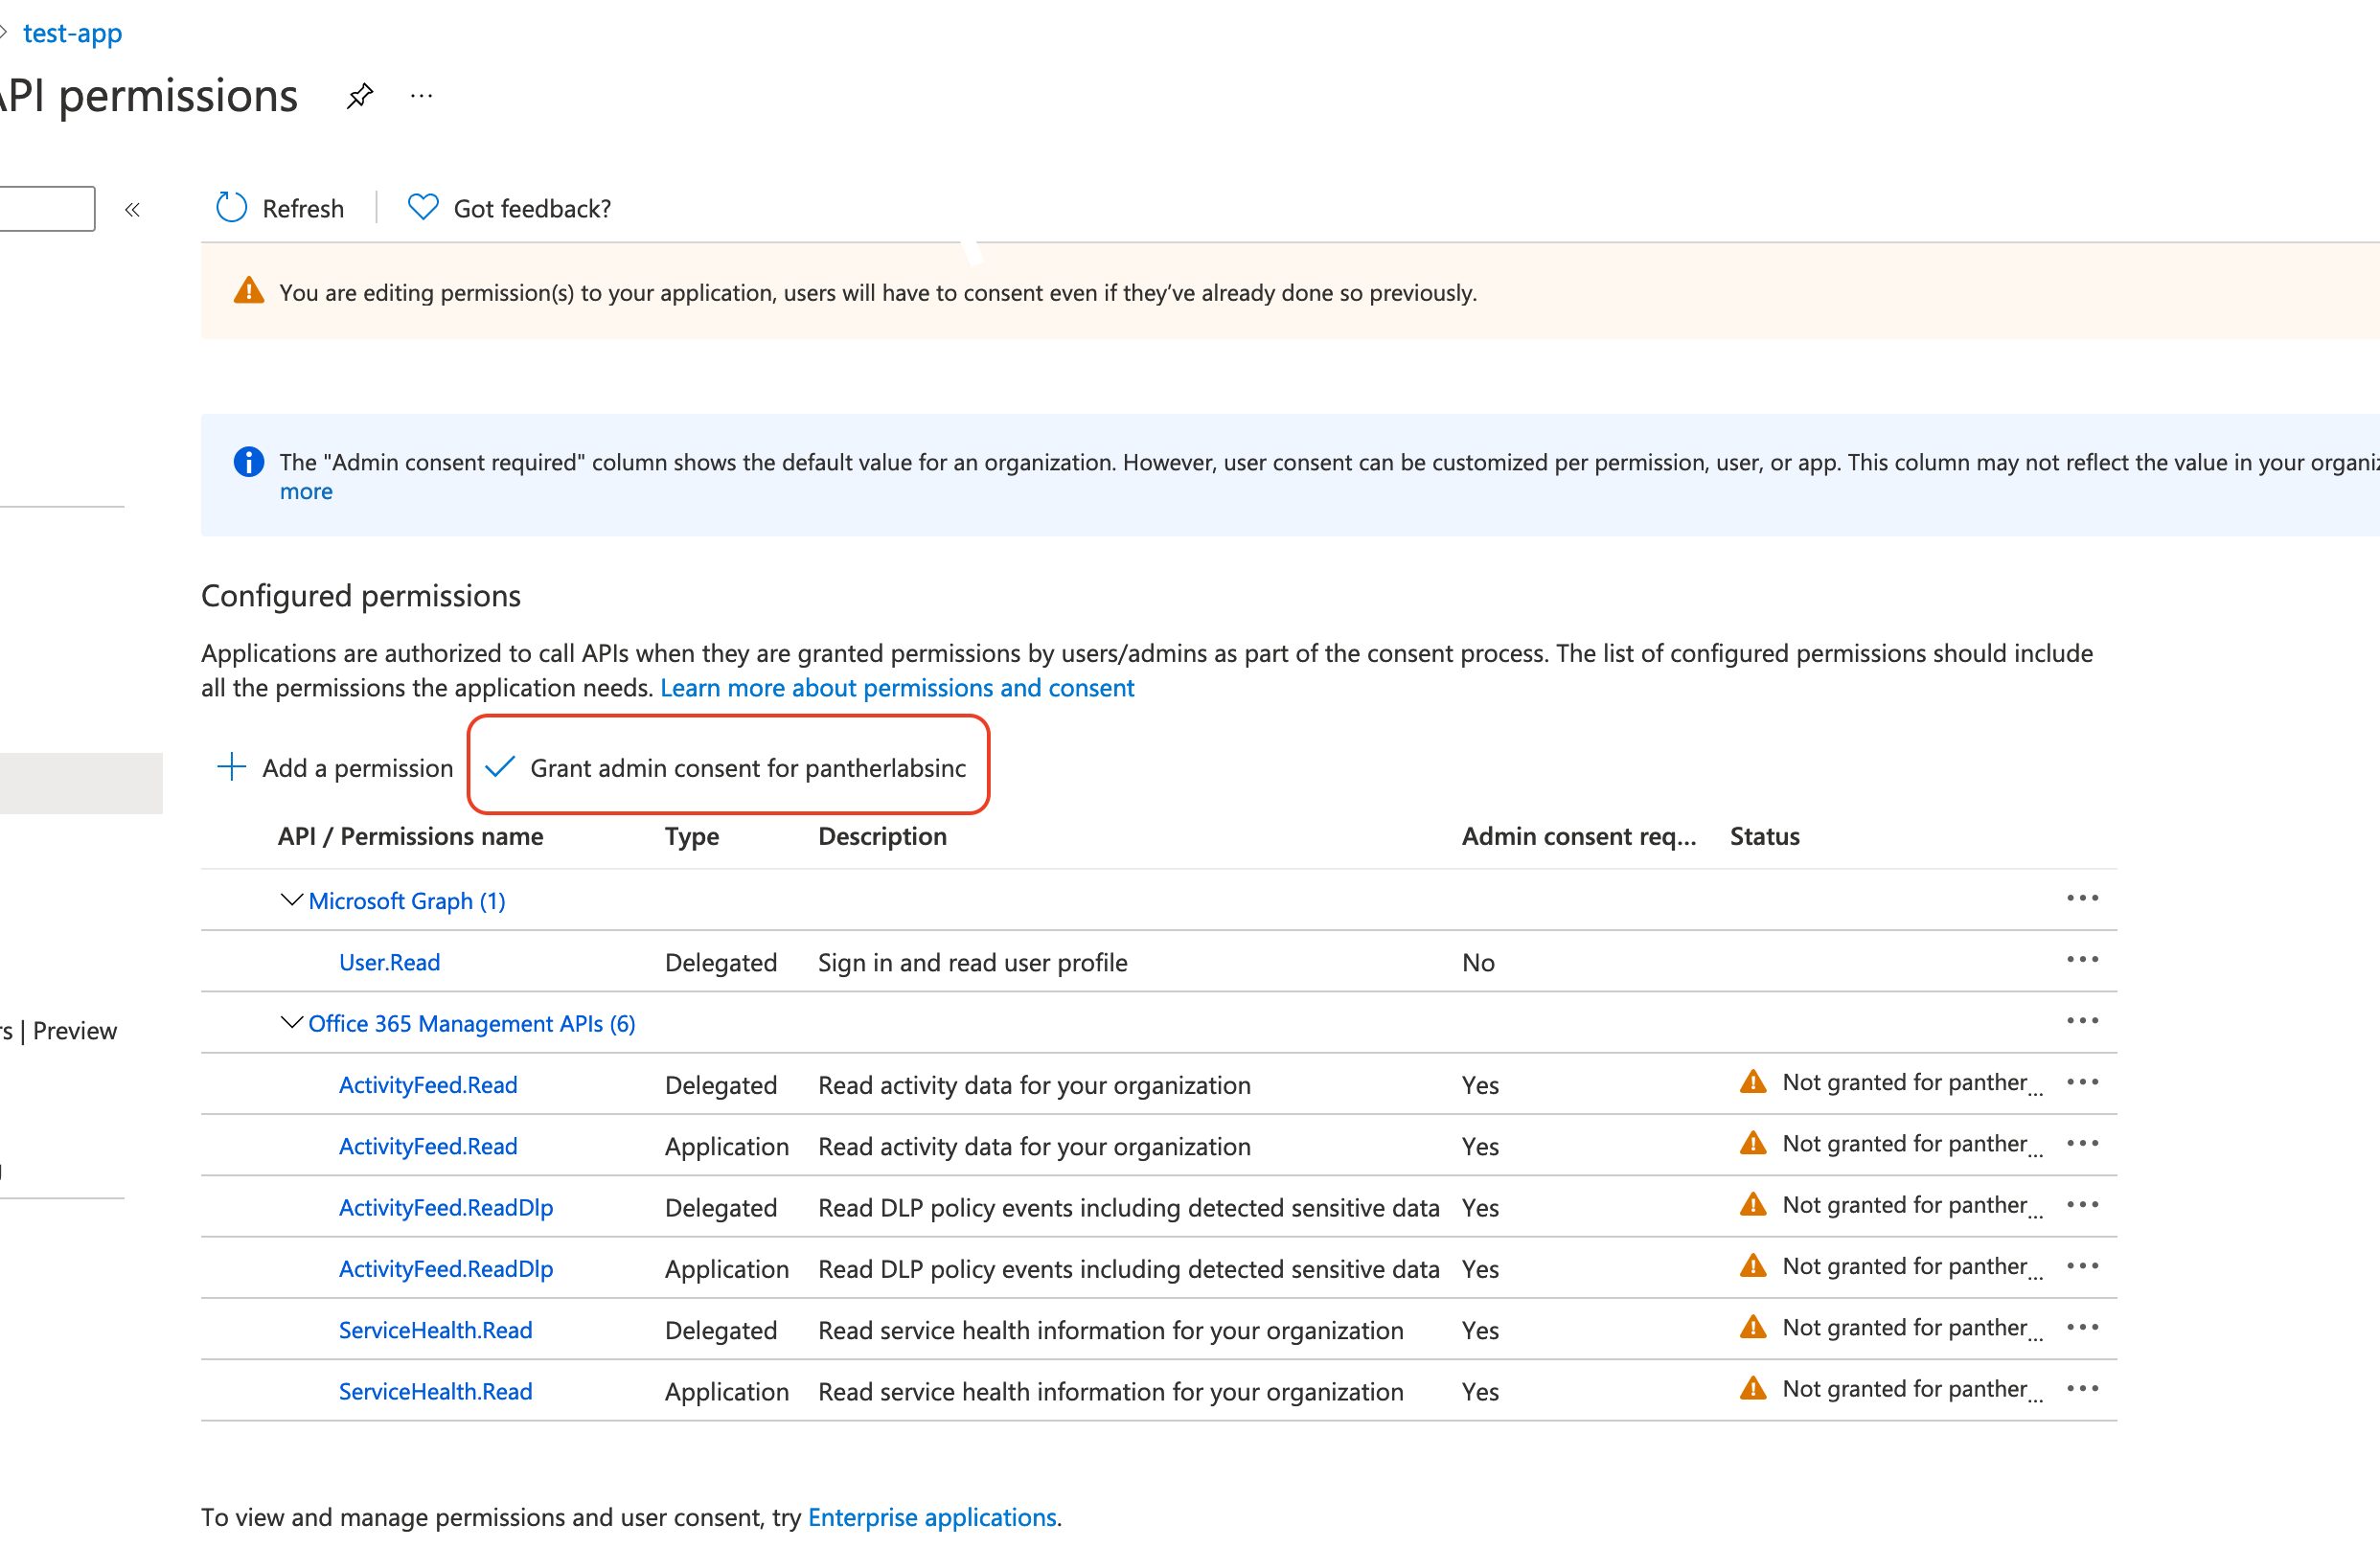 test-app
API permissions
Refresh
Got feedback?
You are editing permission(s) to your application, users will have to consent even if they’ve already done so previously.
The "Admin consent required" column shows the default value for an organization. However, user consent can be customized per permission, user, or app. This column may not reflect the value in your
more
Configured permissions
Applications are authorized to call APIs when they are granted permissions by users/admins as part of the consent process. The list of configured permissions should include
all the permissions the application needs. Learn more about permissions and consent
Add a permission
Grant admin consent for pantherlabsinc
API / Permissions name Type Description Admin consent req... Status
Microsoft Graph (1)
User.Read Delegated Sign in and read user profile No
Office 365 Management APIs (6)
ActivityFeed.Read Delegated Read activity data for your organization Yes Not granted for panther...
ActivityFeed.Read Application Read activity data for your organization Yes Not granted for panther...
ActivityFeed.ReadDlp Delegated Read DLP policy events including detected sensitive data Yes Not granted for panther...
ActivityFeed.ReadDlp Application Read DLP policy events including detected sensitive data Yes Not granted for panther...
ServiceHealth.Read Delegated Read service health information for your organization Yes Not granted for panther...
ServiceHealth.Read Application Read service health information for your organization Yes Not granted for panther...
rs | Preview
To view and manage permissions and user consent, try Enterprise applications.